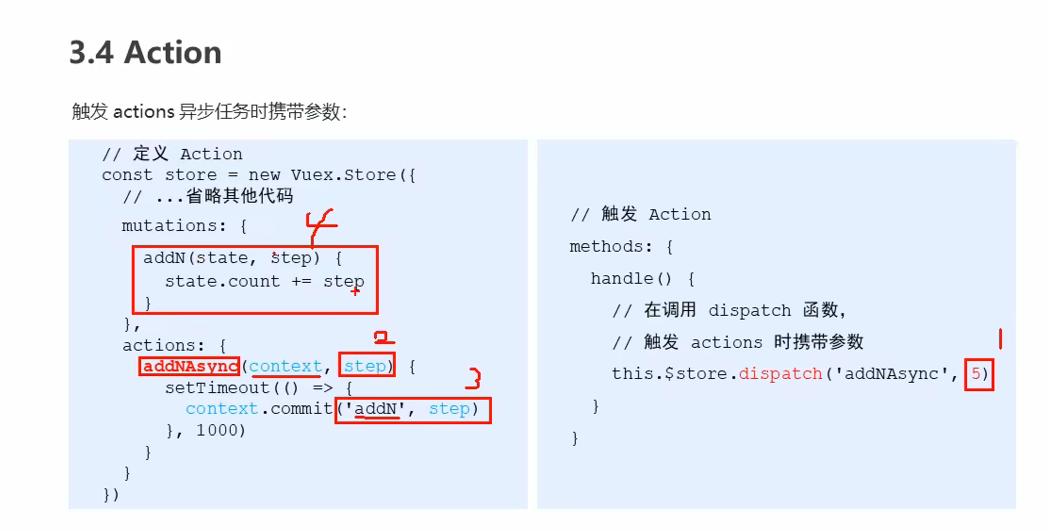 3.4 Action
触发 actions 异步任务时携带参数：
// 定义 Action
const store = new Vuex.Store({
// ...省略其他代码
mutations: {
4
addN(state, step) {
state.count += step
}
},
actions: {
2
addNAsync(context, step) {
setTimeout(() => {
3
context.commit('addN', step)
}, 1000)
}
}
})
// 触发 Action
methods: {
handle() {
// 在调用 dispatch 函数，
// 触发 actions 时携带参数
1
this.$store.dispatch('addNAsync', 5)
}
}